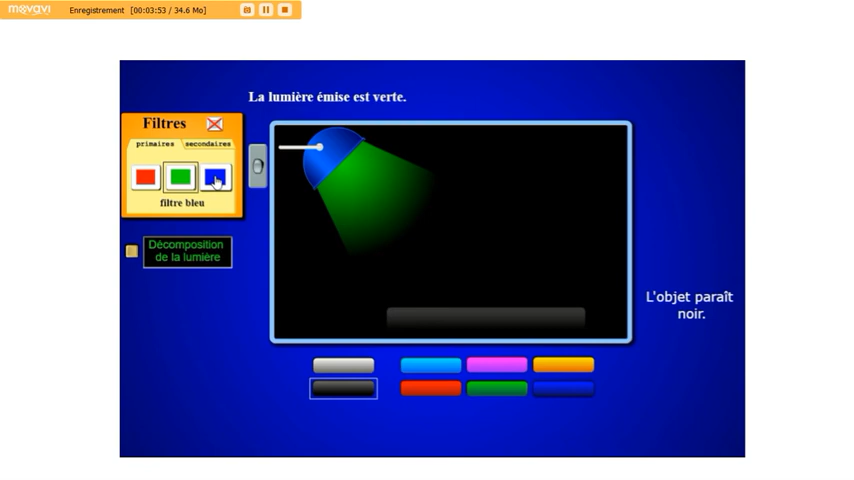 movavi Enregistrement [00:03:53 / 34.6 Mo]
La lumière émise est verte.
Filtres
primaires secondaires
filtre bleu
Décomposition
de la lumière
L'objet paraît
noir.